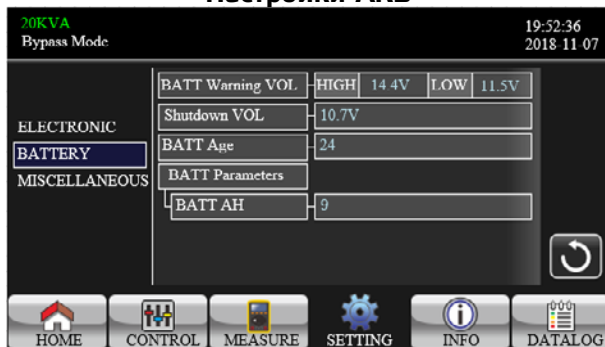 Настройки АКБ
20KVA
Bypass Mode
19:52:36
2018-11-07
ELECTRONIC
BATTERY
MISCELLANEOUS
BATT Warning VOL HIGH 14.4V LOW 11.5V
Shutdown VOL 10.7V
BATT Age 24
BATT Parameters
BATT AH 9
HOME CONTROL MEASURE SETTING INFO DATALOG